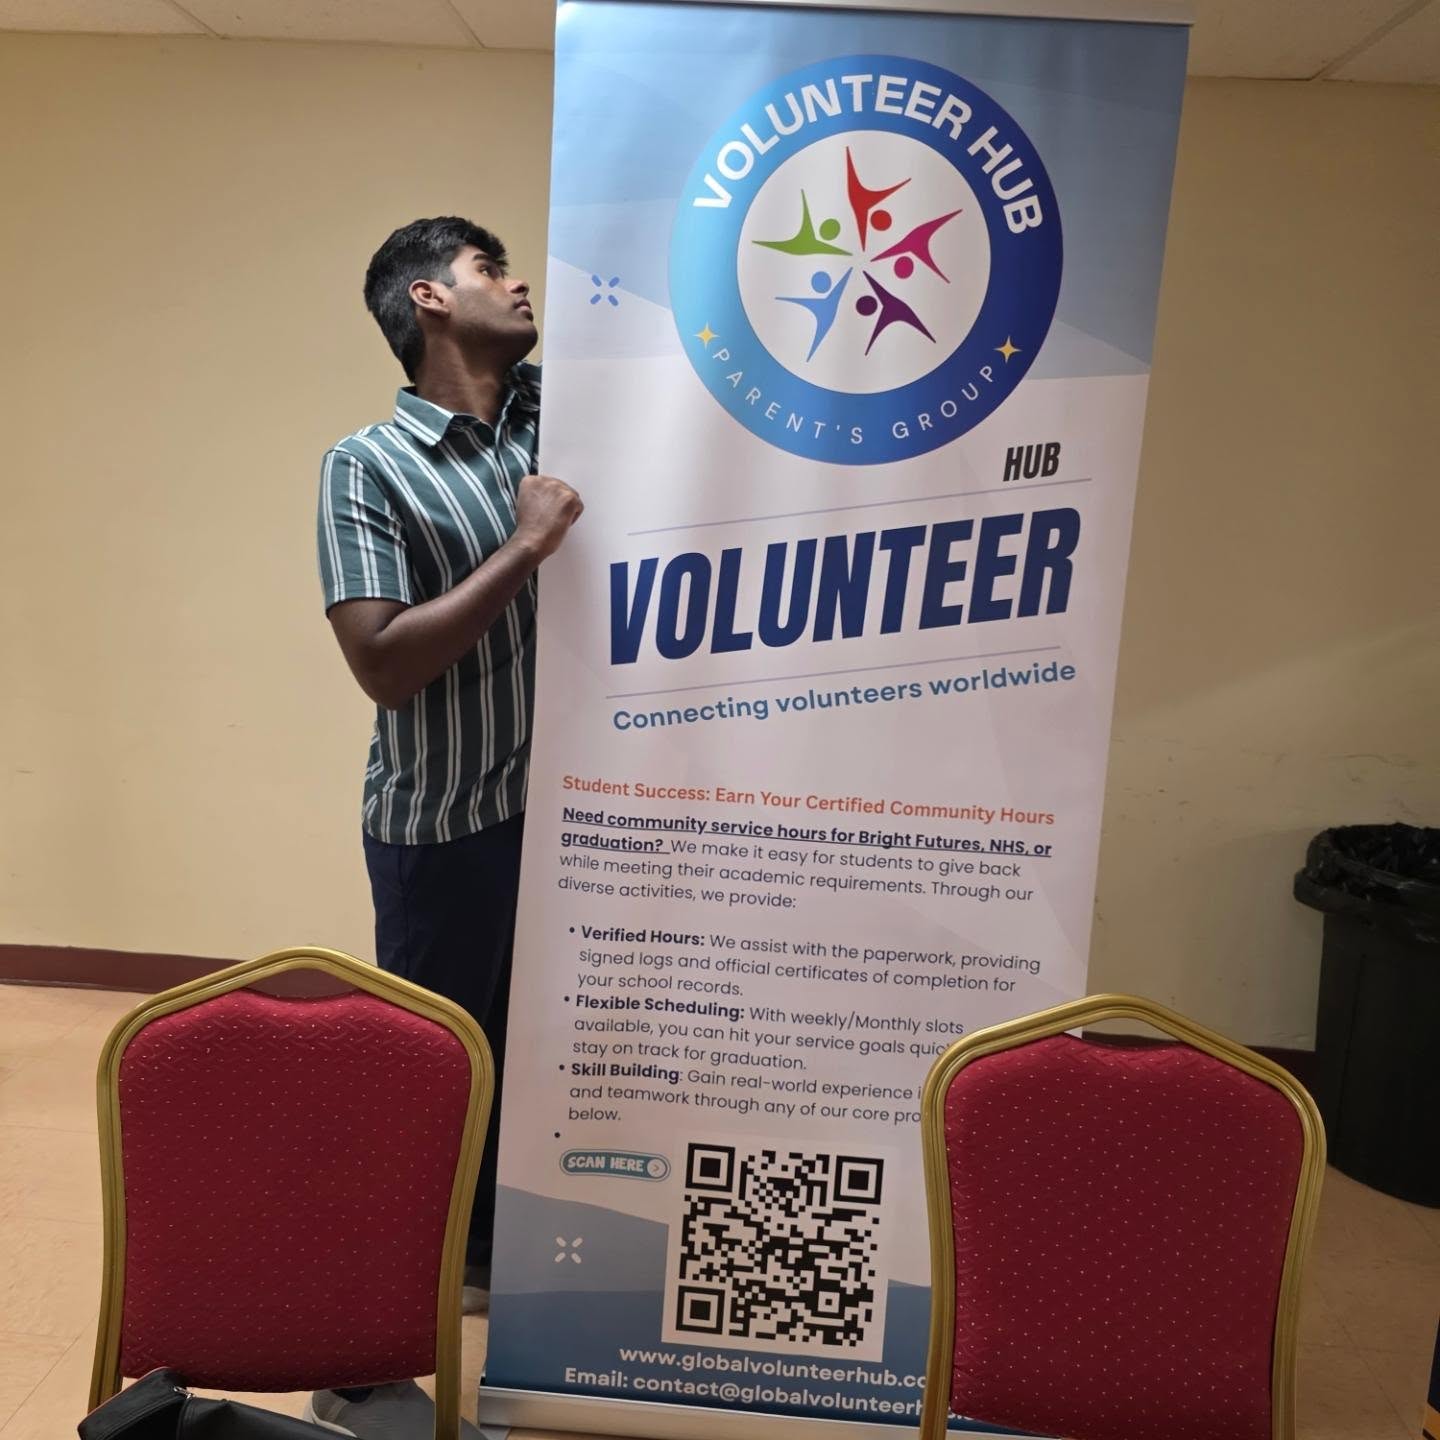 VOLUNTEER HUB
PARENT'S GROUP
HUB
VOLUNTEER
Connecting volunteers worldwide
Student Success: Earn Your Certified Community Hours
Need community service hours for Bright Futures, NHS, or
graduation? We make it easy for students to give back
while meeting their academic requirements. Through our
diverse activities, we provide:
• Verified Hours: We assist with the paperwork, providing
signed logs and official certificates of completion for
your school records.
• Flexible Scheduling: With weekly/Monthly slots
available, you can hit your service goals
stay on track for graduation.
• Skill Building: Gain real-world experience
and teamwork through any of our core
below.
•
SCAN HERE >
www.globalvolunteerhub.
Email: contact@globalvolunteer